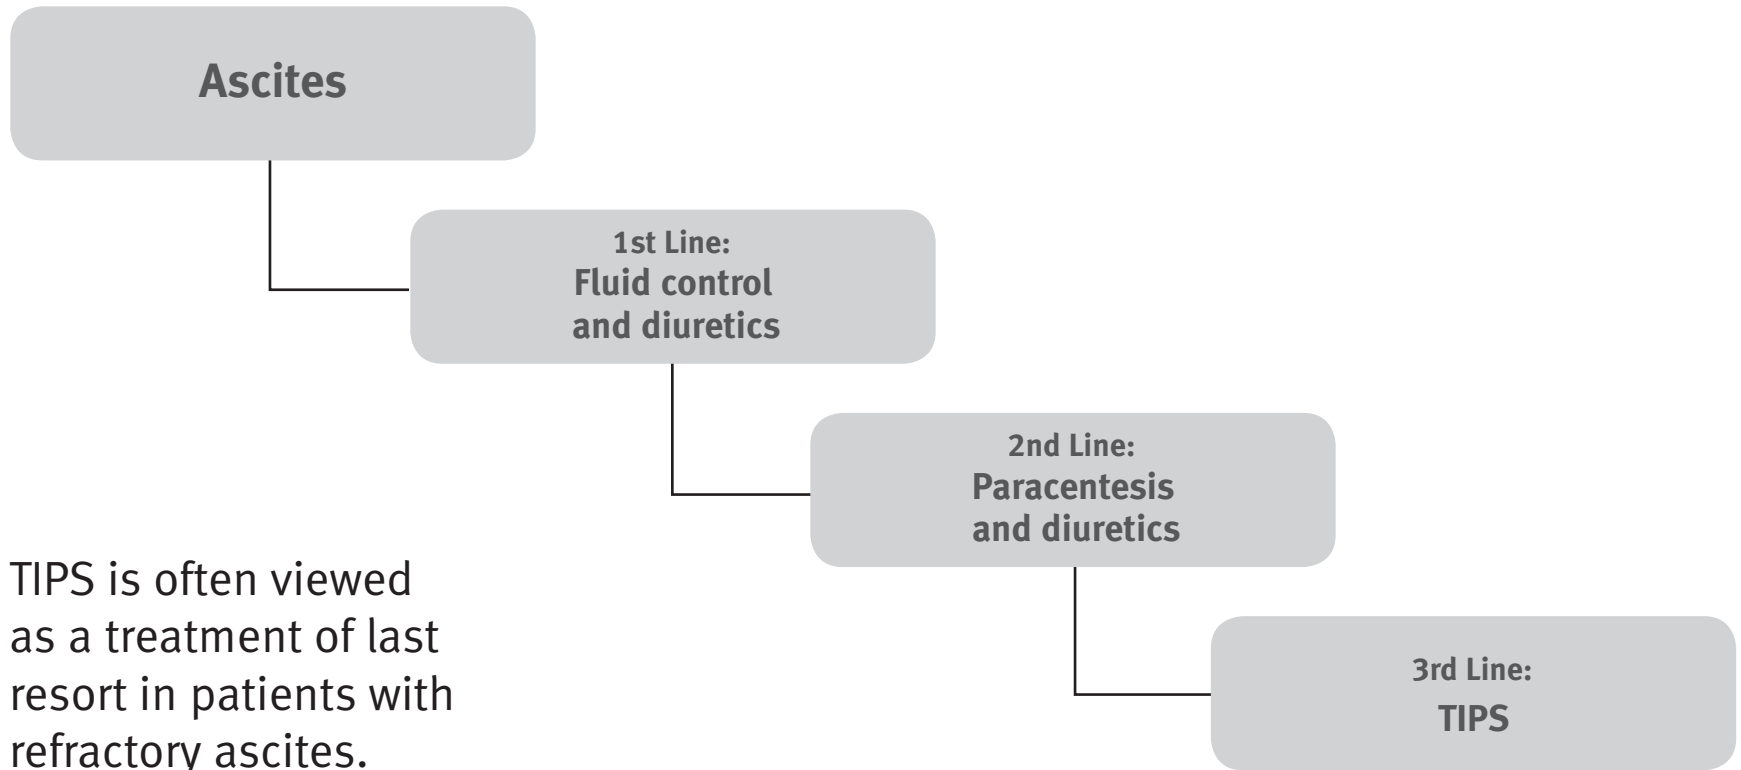 Ascites
1st Line:
Fluid control
and diuretics
2nd Line:
Paracentesis
and diuretics
3rd Line:
TIPS
TIPS is often viewed
as a treatment of last
resort in patients with
refractory ascites.